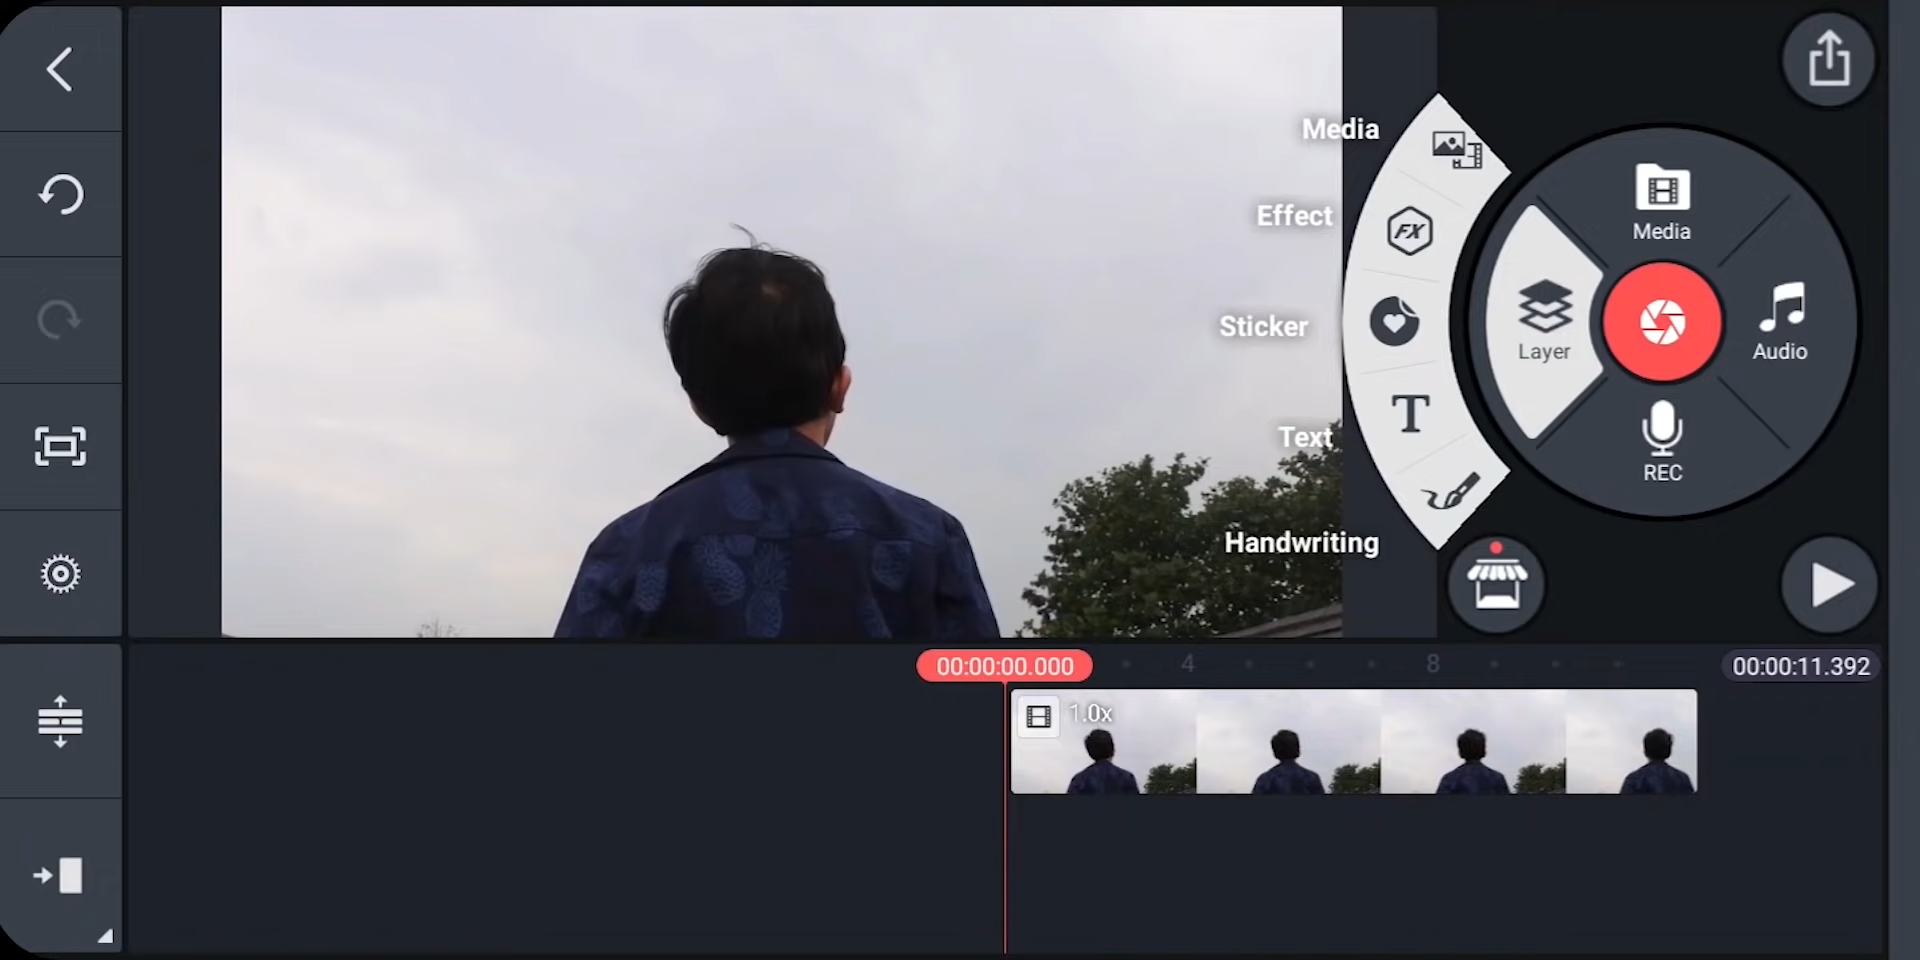 Media
Effect
Sticker
Text
Handwriting
Media
Layer
Audio
REC
FX
T
00:00:00.000
4
8
00:00:11.392
1.0x